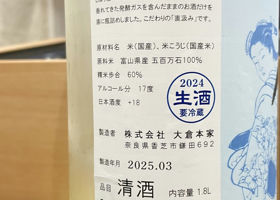 垂れてきた発酵ガスを含んだままのお酒だけを
直に瓶詰めしました、こだわりの「直汲み」です。
原材料名 米(国産)、米こうじ(国産米)
原料米 富山県産 五百万石100%
精米歩合 60%
アルコール分 17度
日本酒度 +18
2024
生酒
要冷蔵
製造者 株式会社 大倉本家
奈良県香芝市鎌田692
製造年月 2025.03
品目 清酒 内容量 1.8L